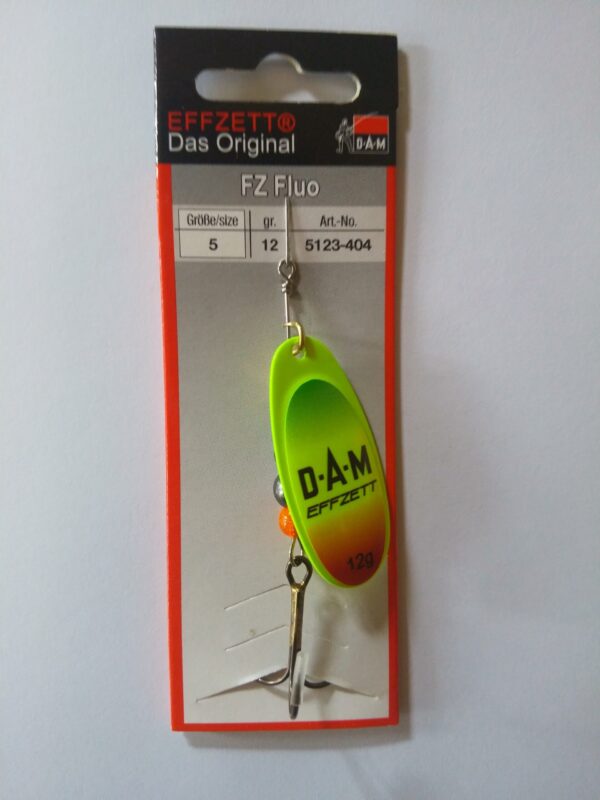 EFFZETT®
Das Original
D·A·M
FZ Fluo
Größe/size gr. Art.-No.
5 12 5123-404
D·A·M
EFFZETT
12g